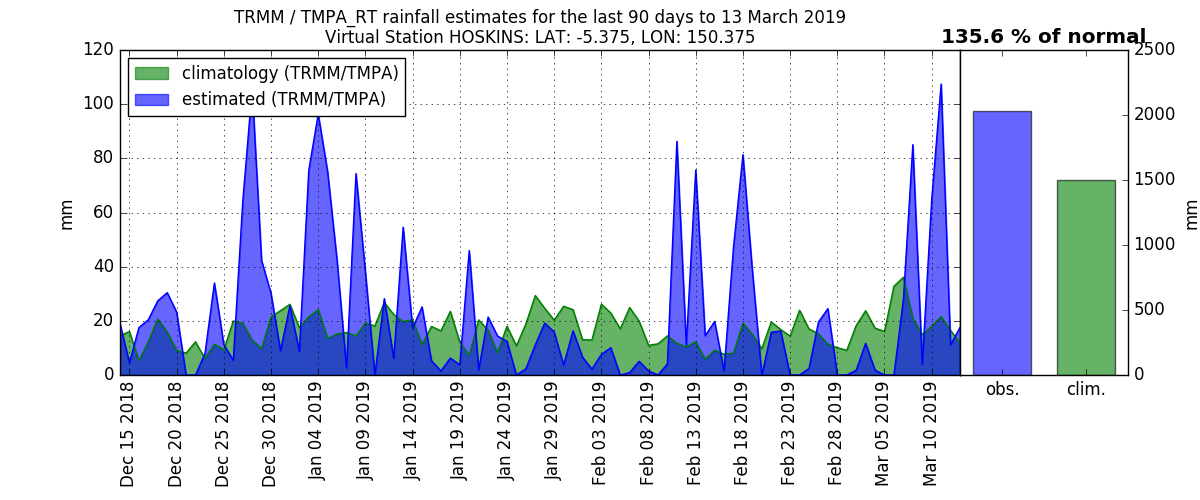 TRMM / TMPA_RT rainfall estimates for the last 90 days to 13 March 2019
Virtual Station HOSKINS: LAT: -5.375, LON: 150.375
135.6 % of normal
climatology (TRMM/TMPA)
estimated (TRMM/TMPA)
mm
120
100
80
60
40
20
0
2500
2000
1500
1000
500
0
mm
obs.
clim.
Dec 15 2018
Dec 20 2018
Dec 25 2018
Dec 30 2018
Jan 04 2019
Jan 09 2019
Jan 14 2019
Jan 19 2019
Jan 24 2019
Jan 29 2019
Feb 03 2019
Feb 08 2019
Feb 13 2019
Feb 18 2019
Feb 23 2019
Feb 28 2019
Mar 05 2019
Mar 10 2019